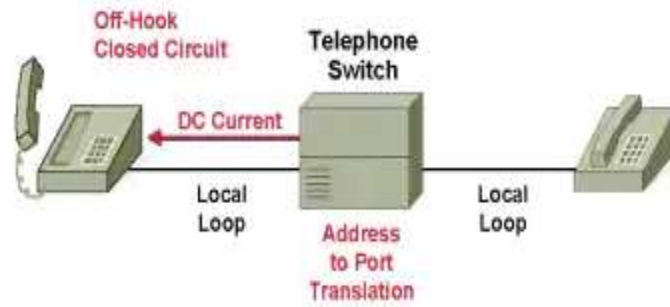 Off-Hook
Closed Circuit
Telephone
Switch
DC Current
Local
Loop
Local
Loop
Address
to Port
Translation